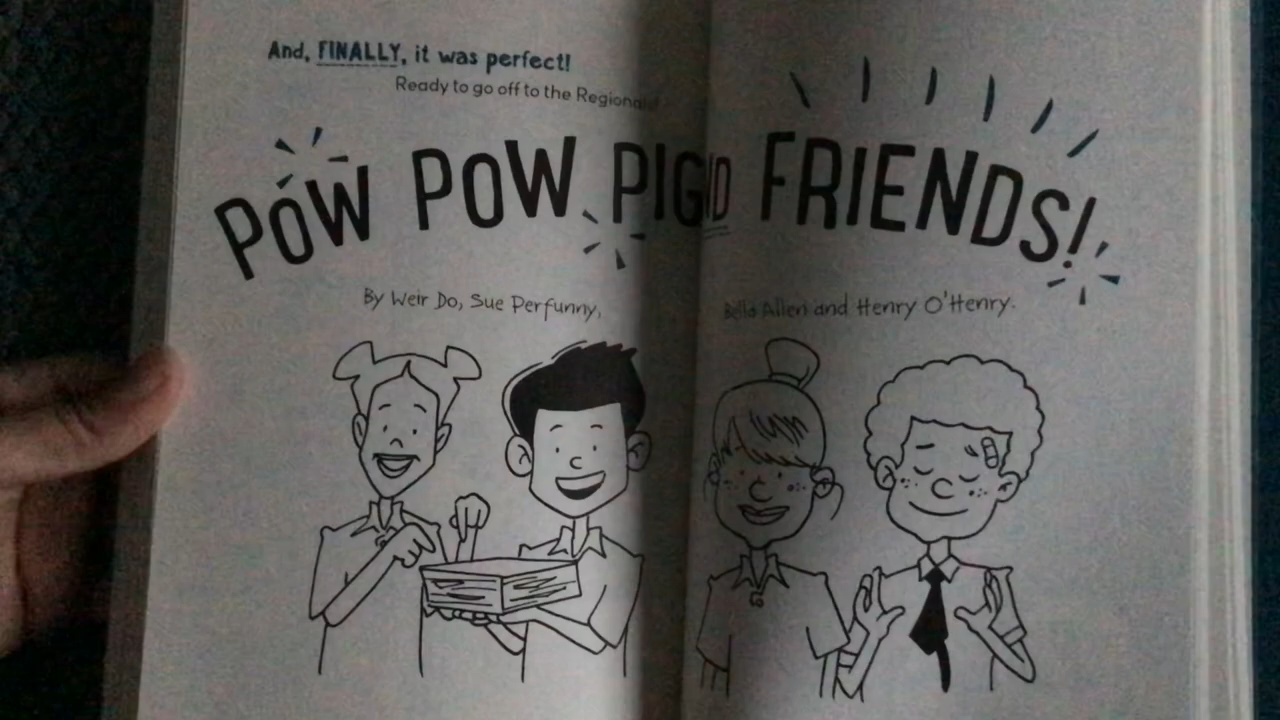 And, FINALLY, it was perfect!
Ready to go off to the Regionals!
POW POW PIG AND FRIENDS!
By Weir Do, Sue Perfunny, Bella Allen and Henry O'Henry.